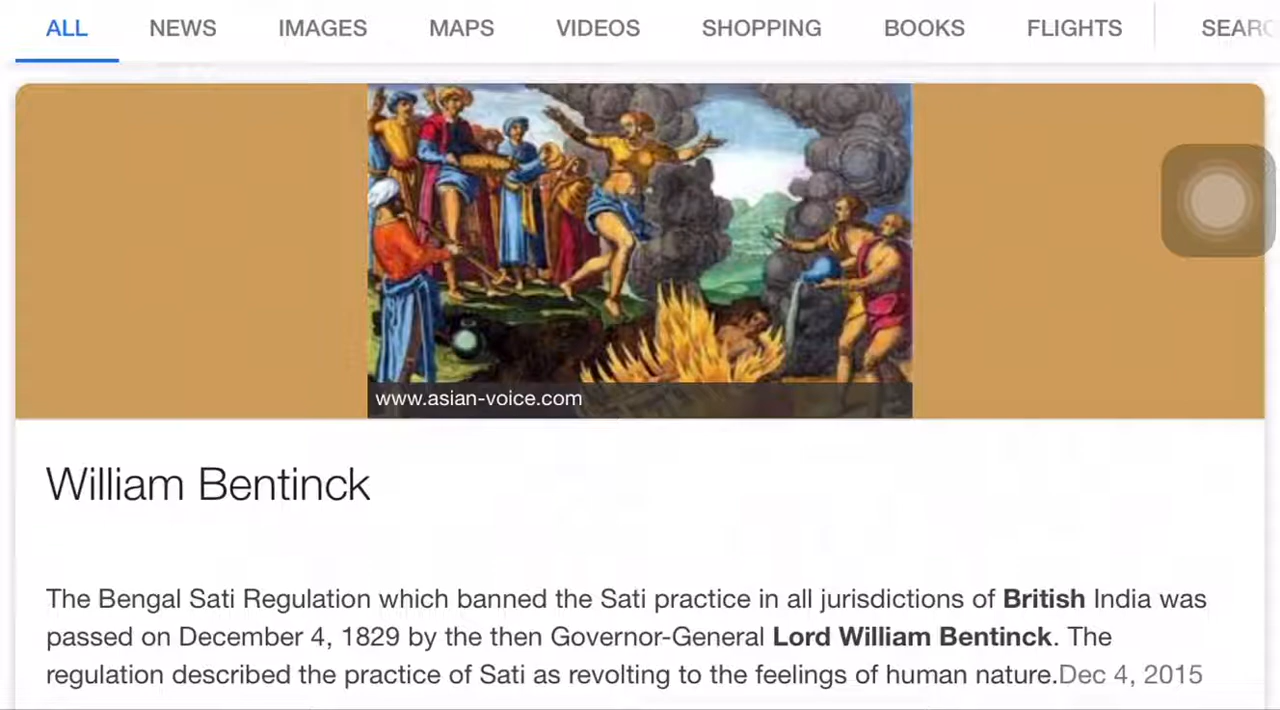 ALL NEWS IMAGES MAPS VIDEOS SHOPPING BOOKS FLIGHTS SEARC
www.asian-voice.com
William Bentinck
The Bengal Sati Regulation which banned the Sati practice in all jurisdictions of British India was
passed on December 4, 1829 by the then Governor-General Lord William Bentinck. The
regulation described the practice of Sati as revolting to the feelings of human nature.Dec 4, 2015